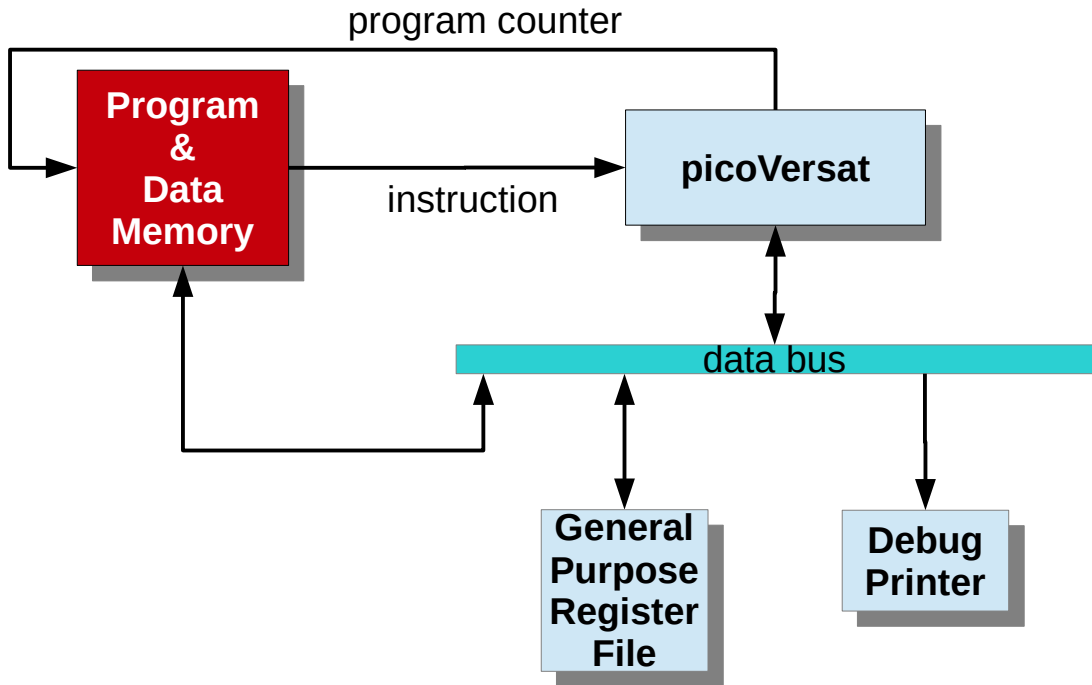 program counter
Program
&
Data
Memory
instruction
picoVersat
data bus
General
Purpose
Register
File
Debug
Printer